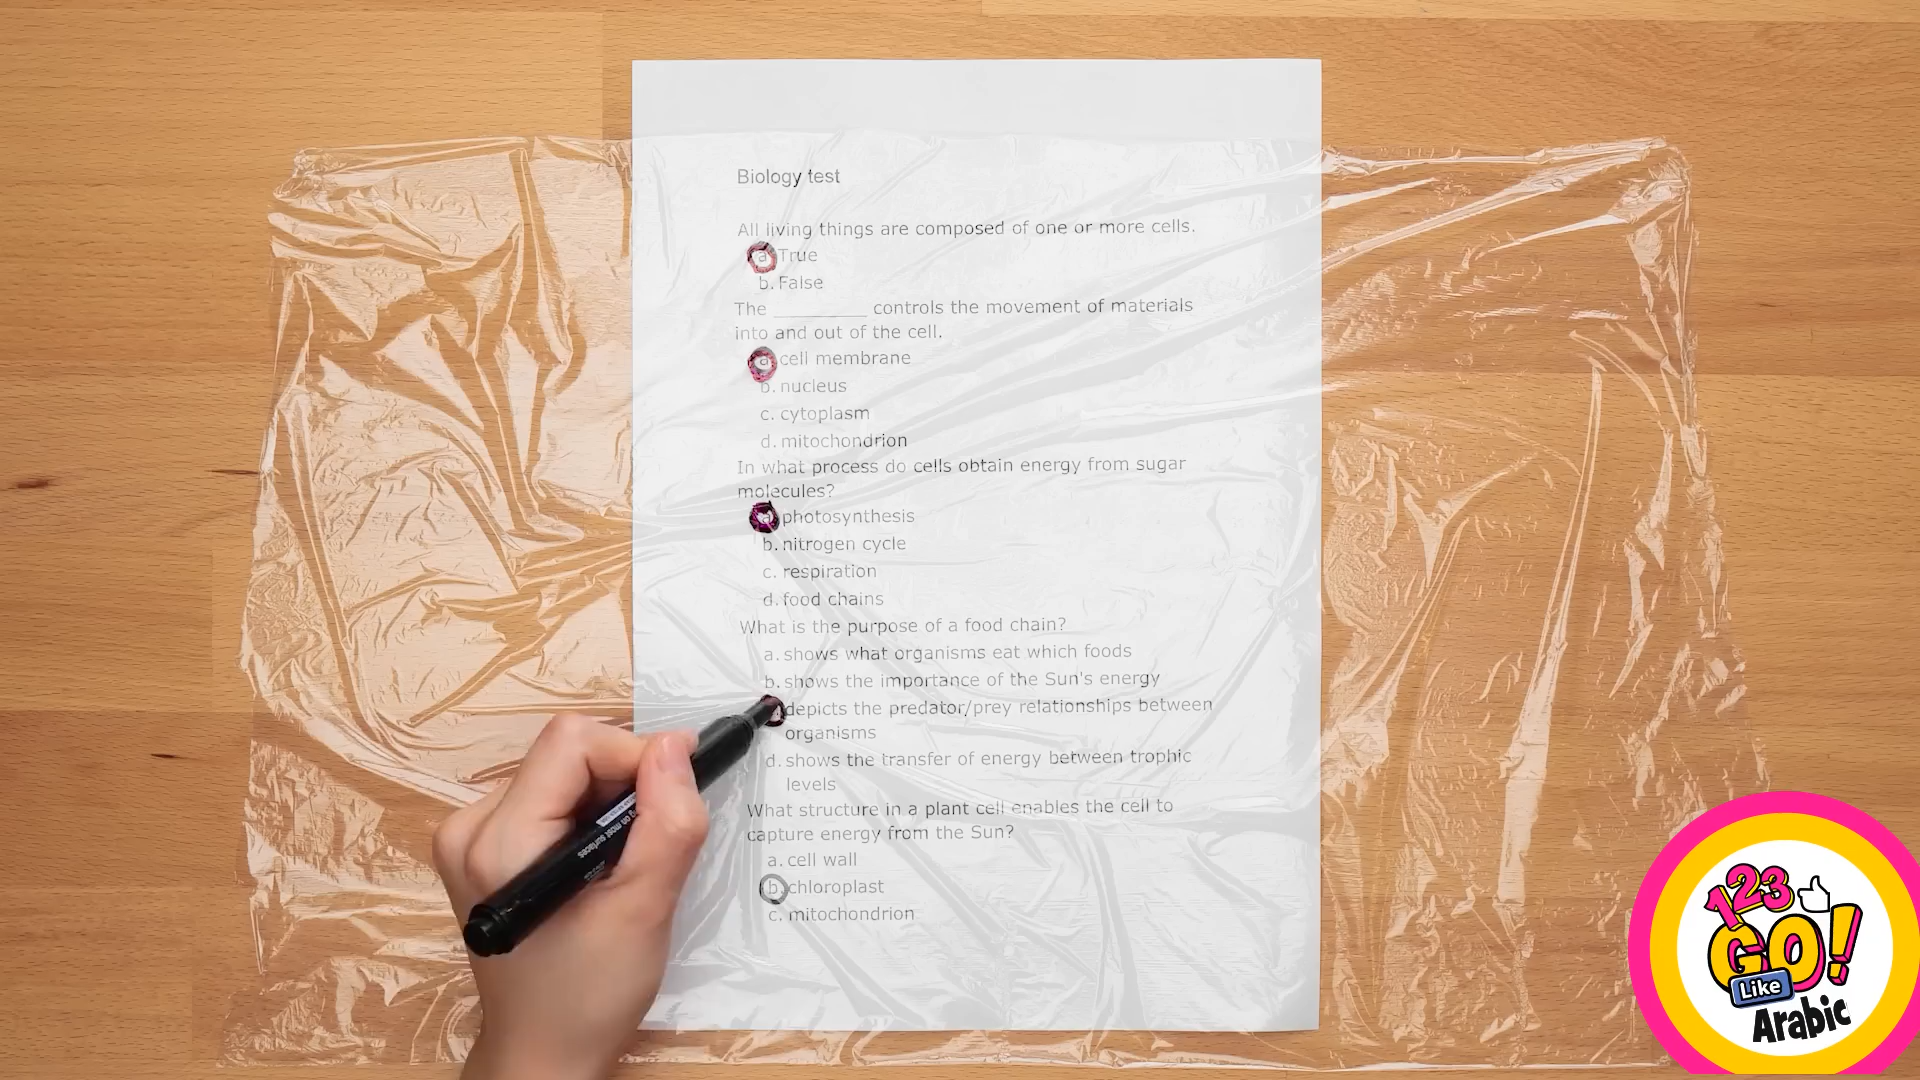 Biology test
All living things are composed of one or more cells.
a. True
b. False
The __________ controls the movement of materials
into and out of the cell.
a. cell membrane
b. nucleus
c. cytoplasm
d. mitochondrion
In what process do cells obtain energy from sugar
molecules?
photosynthesis
b. nitrogen cycle
c. respiration
d. food chains
What is the purpose of a food chain?
a. shows what organisms eat which foods
b. shows the importance of the Sun's energy
depicts the predator/prey relationships between
organisms
d. shows the transfer of energy between trophic
levels
What structure in a plant cell enables the cell to
capture energy from the Sun?
a. cell wall
b. chloroplast
c. mitochondrion
on most surfaces
123
GO!
Like
Arabic